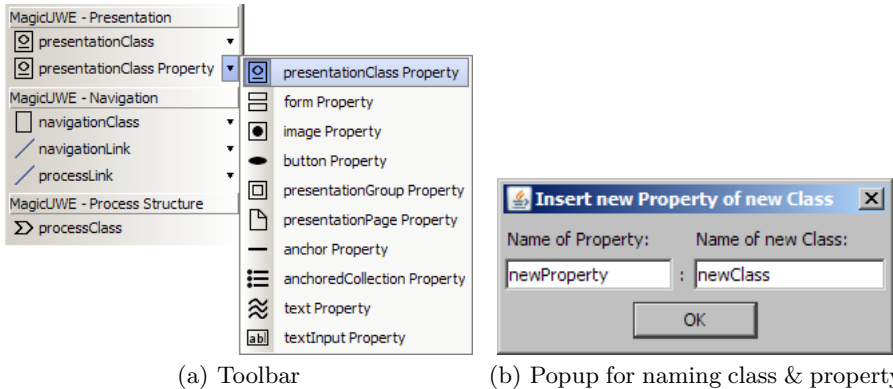 MagicUWE - Presentation
presentationClass
presentationClass Property
MagicUWE - Navigation
navigationClass
navigationLink
processLink
MagicUWE - Process Structure
processClass
presentationClass Property
form Property
image Property
button Property
presentationGroup Property
presentationPage Property
anchor Property
anchoredCollection Property
text Property
abl textInput Property
Insert new Property of new Class
Name of Property: Name of new Class:
newProperty : newClass
OK
(a) Toolbar
(b) Popup for naming class & property